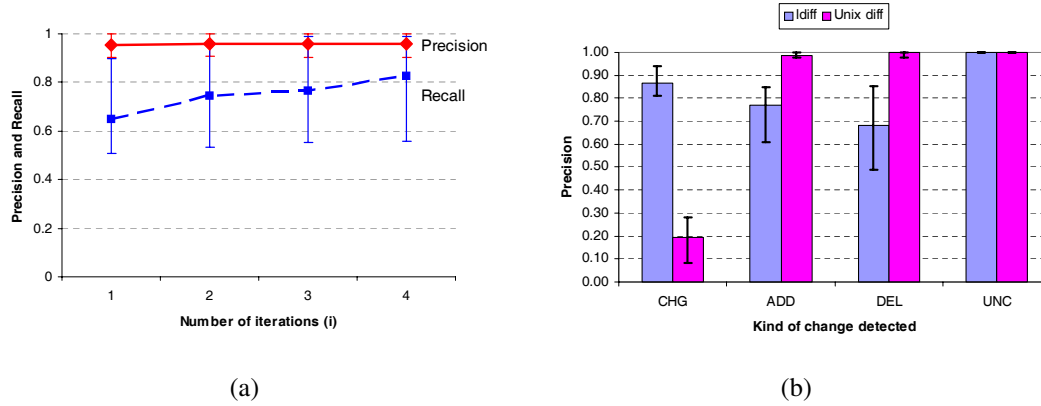 1
0.8
0.6
0.4
0.2
0
Precision and Recall
Precision
Recall
1 2 3 4
Number of iterations (i)
(a)
ldiff Unix diff
1.00
0.90
0.80
0.70
0.60
0.50
0.40
0.30
0.20
0.10
0.00
Precision
CHG ADD DEL UNC
Kind of change detected
(b)